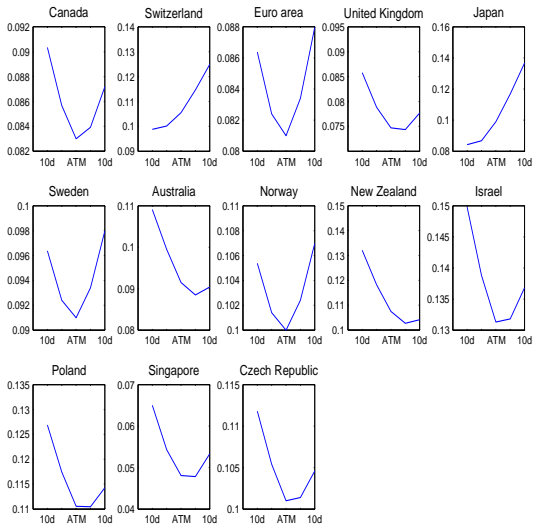 Canada
0.092
0.09
0.088
0.086
0.084
0.082
10d ATM 10d
Switzerland
0.14
0.13
0.12
0.11
0.1
0.09
10d ATM 10d
Euro area
0.088
0.086
0.084
0.082
0.08
10d ATM 10d
United Kingdom
0.095
0.09
0.085
0.08
0.075
10d ATM 10d
Japan
0.16
0.14
0.12
0.1
0.08
10d ATM 10d
Sweden
0.1
0.098
0.096
0.094
0.092
0.09
10d ATM 10d
Australia
0.11
0.1
0.09
0.08
10d ATM 10d
Norway
0.11
0.108
0.106
0.104
0.102
0.1
10d ATM 10d
New Zealand
0.15
0.14
0.13
0.12
0.11
0.1
10d ATM 10d
Israel
0.15
0.145
0.14
0.135
0.13
10d ATM 10d
Poland
0.135
0.13
0.125
0.12
0.115
0.11
10d ATM 10d
Singapore
0.07
0.06
0.05
0.04
10d ATM 10d
Czech Republic
0.115
0.11
0.105
0.1
10d ATM 10d